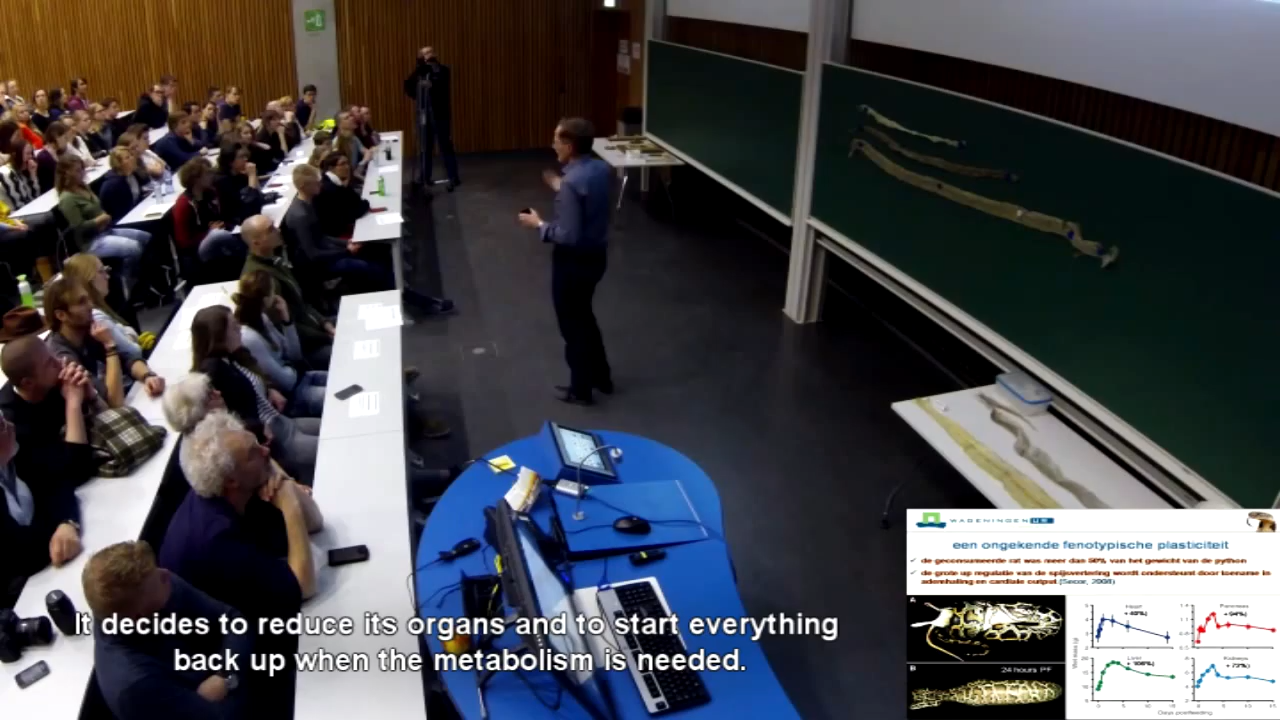 WAGENINGEN UR
een ongekende fenotypische plasticiteit
✓ de geconsumeerde rat was meer dan 50% van het gewicht van de python
✓ de grote up regulatie van de spijsvertering wordt ondersteunt door toename in
ademhaling en cardiale output (Secor, 2008)
A
Heart
Pancreas
B
24 hours PF
Liver
Kidneys
Days postfeeding
It decides to reduce its organs and to start everything
back up when the metabolism is needed.